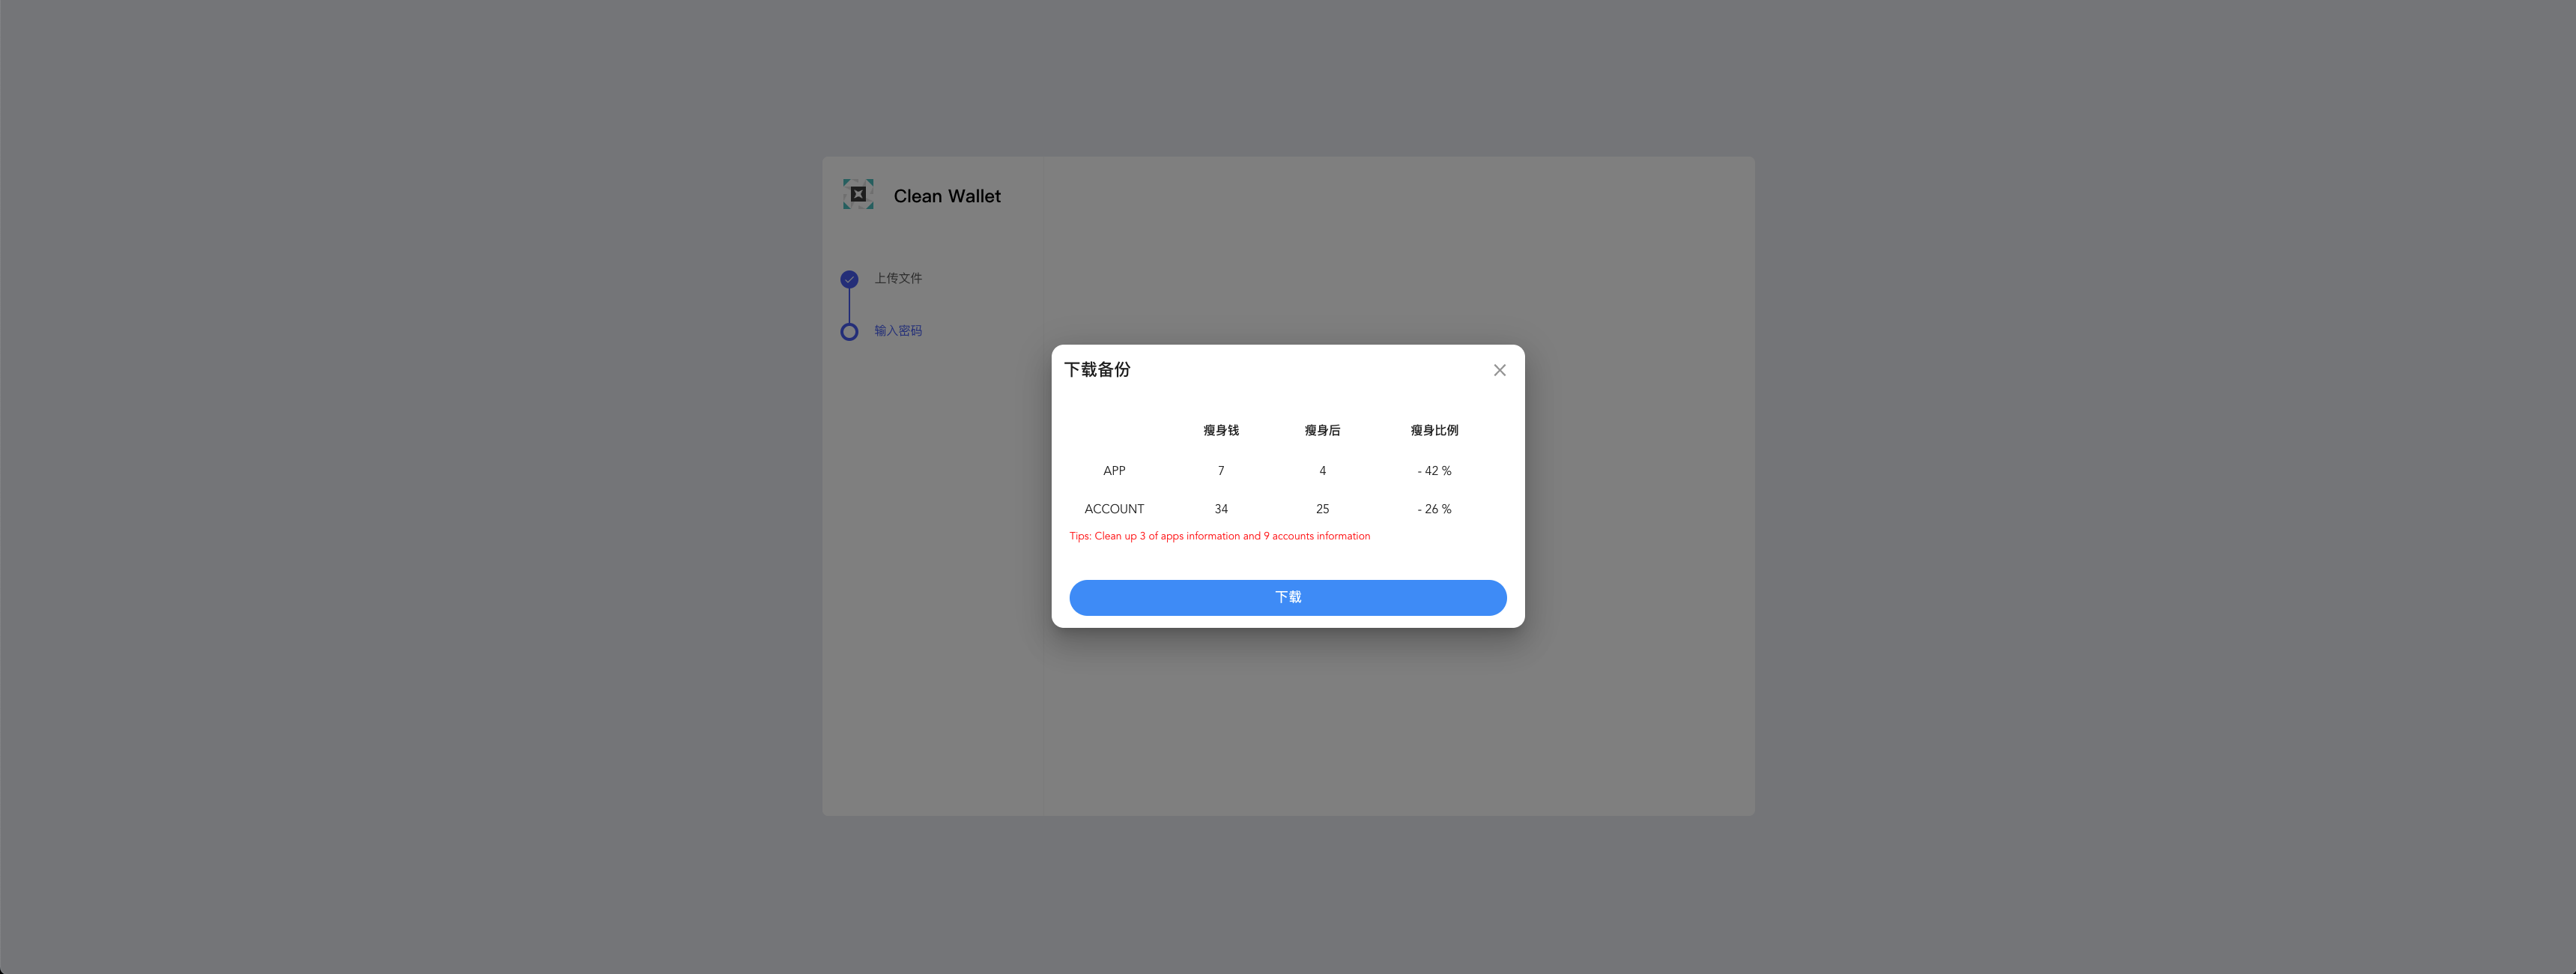 Clean Wallet
上传文件
输入密码
下载备份
瘦身钱 瘦身后 瘦身比例
APP 7 4 - 42 %
ACCOUNT 34 25 - 26 %
Tips: Clean up 3 of apps information and 9 accounts information
下载